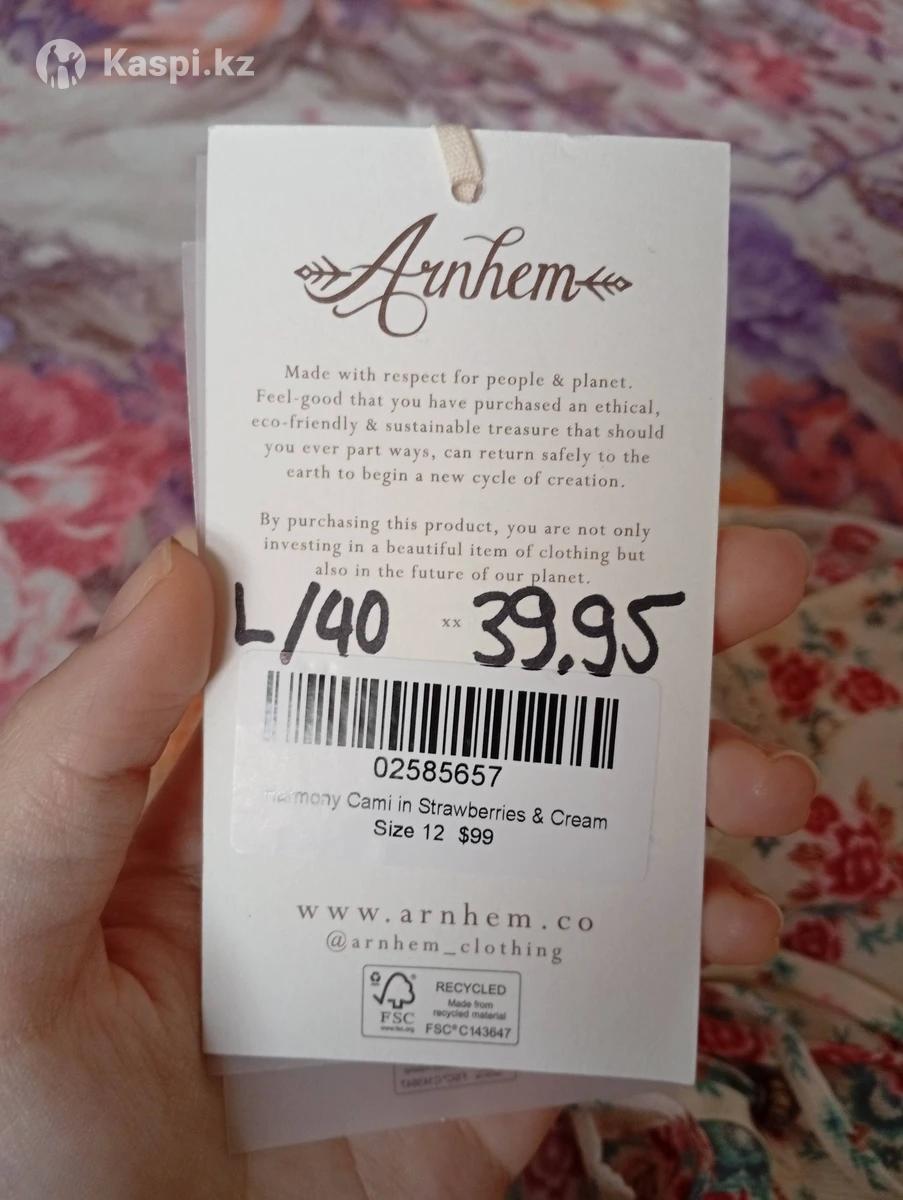 Kaspi.kz
Arnhem
Made with respect for people & planet.
Feel-good that you have purchased an ethical,
eco-friendly & sustainable treasure that should
you ever part ways, can return safely to the
earth to begin a new cycle of creation.
By purchasing this product, you are not only
investing in a beautiful item of clothing but
also in the future of our planet.
xx
L/40 39.95
02585657
Harmony Cami in Strawberries & Cream
Size 12 $99
www.arnhem.co
@arnhem_clothing
FSC
www.fsc.org
RECYCLED
Made from
recycled material
FSC® C143647